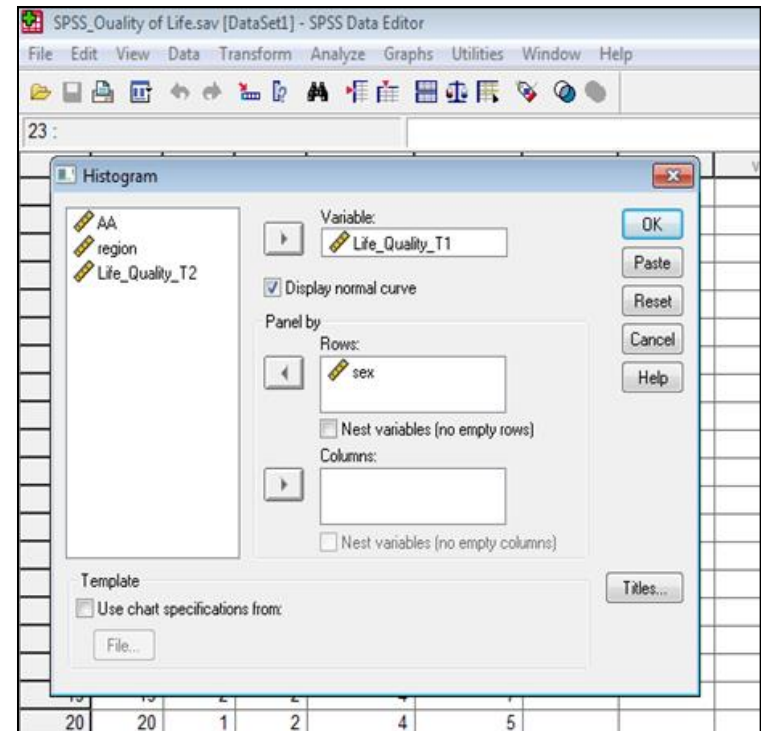 SPSS_Ouality of Life.sav [DataSet1] - SPSS Data Editor
File Edit View Data Transform Analyze Graphs Utilities Window Help
23 :
Histogram
AA
region
Life_Quality_T2
Variable:
Life_Quality_T1
Display normal curve
Panel by
Rows:
sex
Nest variables (no empty rows)
Columns:
Nest variables (no empty columns)
OK
Paste
Reset
Cancel
Help
Template
Use chart specifications from:
File...
Titles...
20 20 1 2 4 5